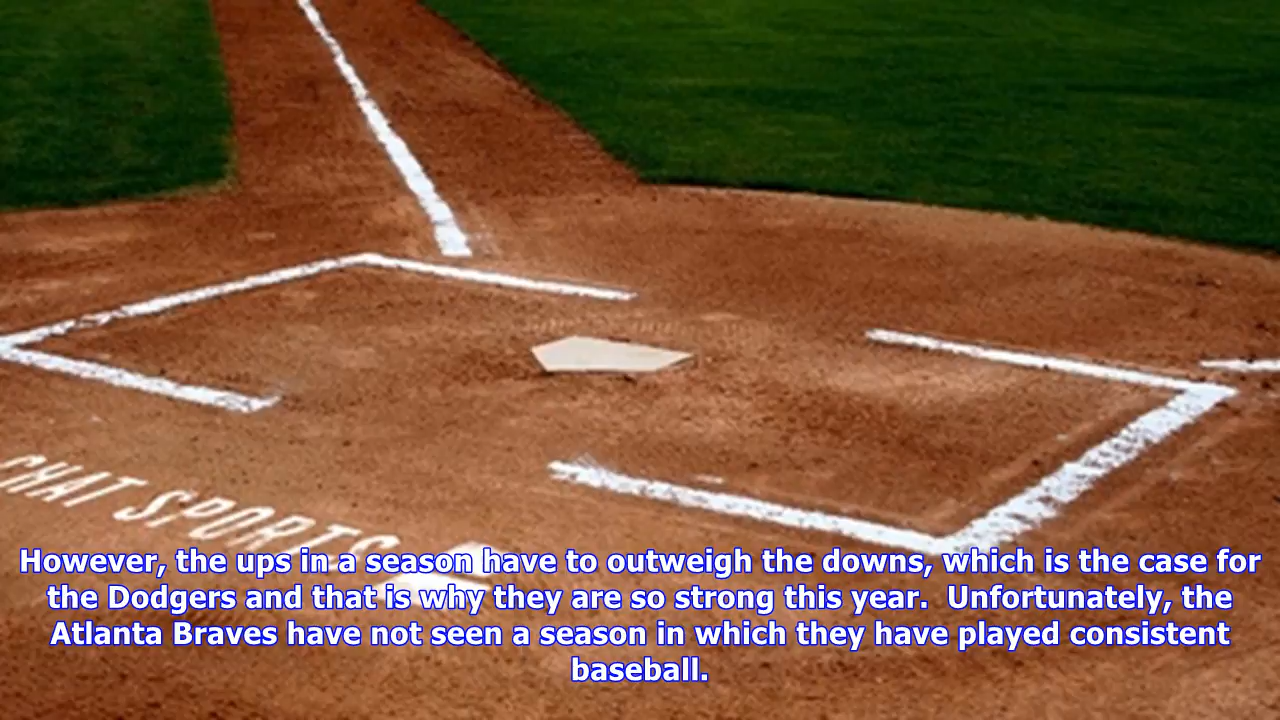 CHAT SPORTS
However, the ups in a season have to outweigh the downs, which is the case for
the Dodgers and that is why they are so strong this year.  Unfortunately, the
Atlanta Braves have not seen a season in which they have played consistent
baseball.